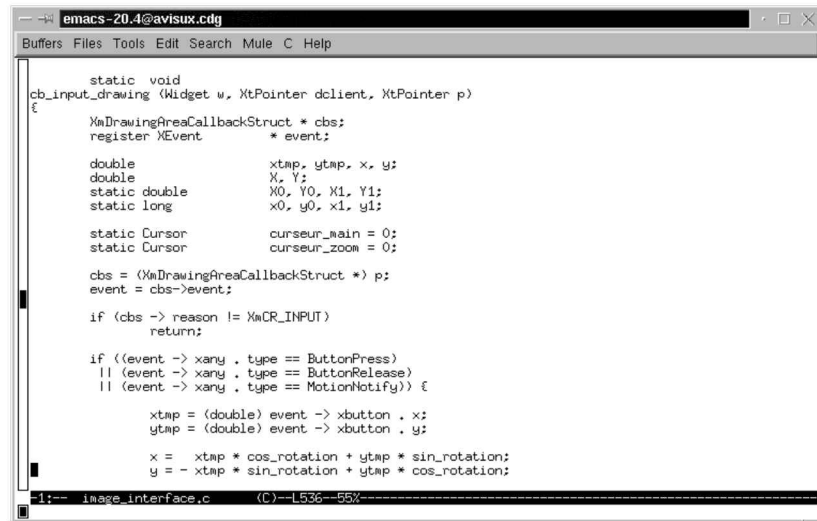 emacs-20.4@avisux.cdg
Buffers Files Tools Edit Search Mule C Help
static void
cb_input_drawing (Widget w, XtPointer dclient, XtPointer p)
{
XmDrawingAreaCallbackStruct * cbs;
register XEvent * event;
double xtmp, ytmp, x, y;
double X, Y;
static double X0, Y0, X1, Y1;
static long x0, y0, x1, y1;
static Cursor curseur_main = 0;
static Cursor curseur_zoom = 0;
cbs = (XmDrawingAreaCallbackStruct *) p;
event = cbs->event;
if (cbs -> reason != XmCR_INPUT)
return;
if ((event -> xany . type == ButtonPress)
|| (event -> xany . type == ButtonRelease)
|| (event -> xany . type == MotionNotify)) {
xtmp = (double) event -> xbutton . x;
ytmp = (double) event -> xbutton . y;
x = xtmp * cos_rotation + ytmp * sin_rotation;
y = - xtmp * sin_rotation + ytmp * cos_rotation;
-1:-- image_interface.c (C)--L536--55%--------------------------------------------------